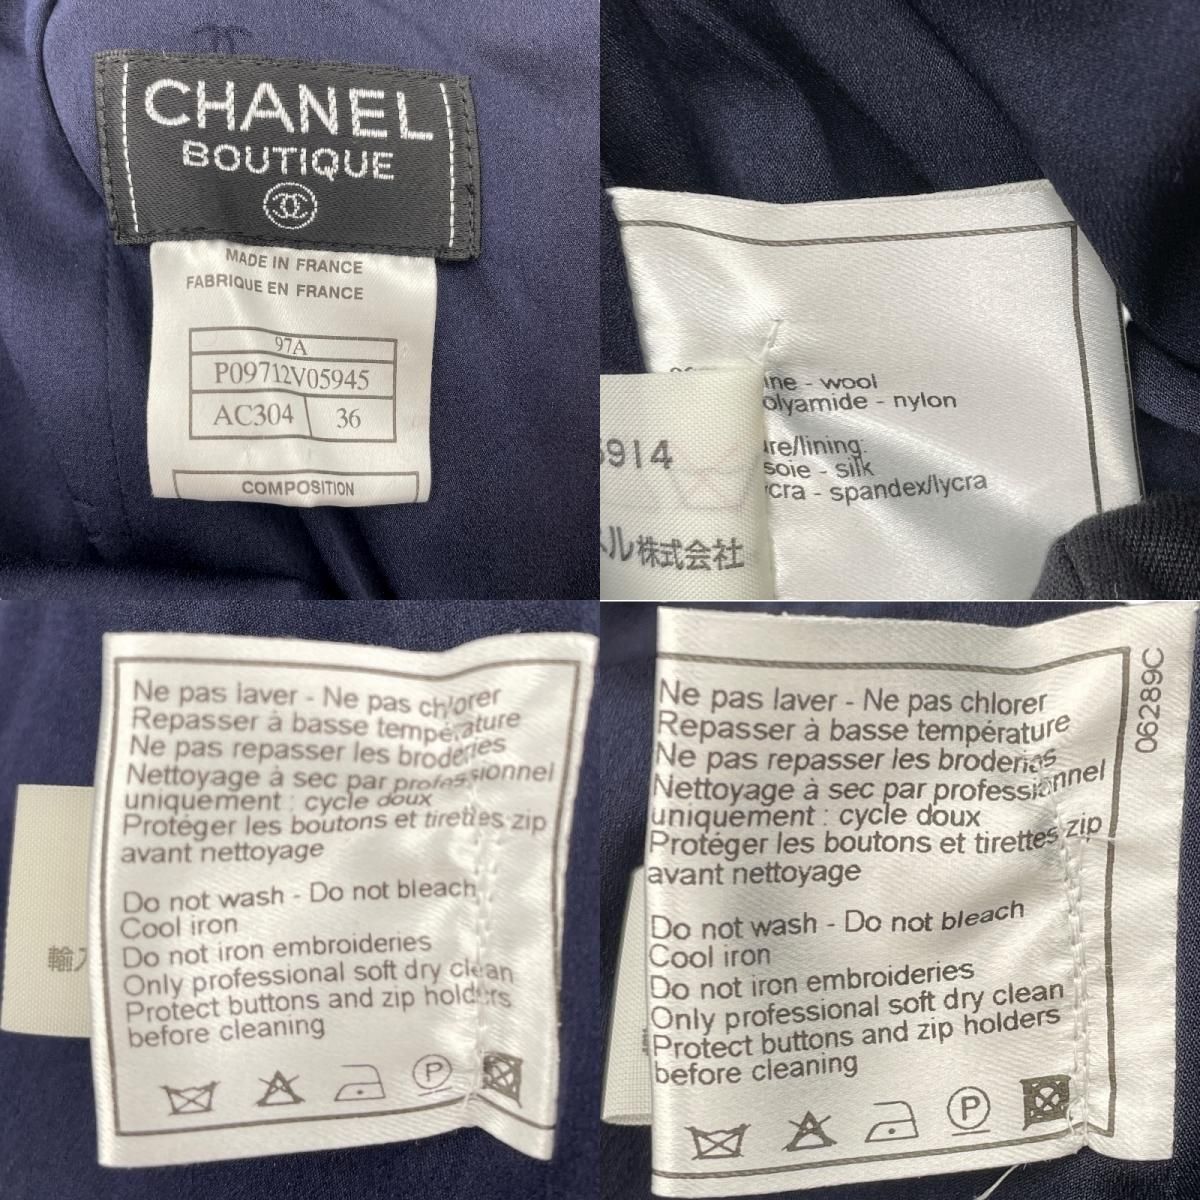 CHANEL
BOUTIQUE
MADE IN FRANCE
FABRIQUE EN FRANCE
97A
P09712V05945
AC304 36
COMPOSITION
ine - wool
olyamide - nylon
ure/lining:
soie - silk
ycra - spandex/lycra
5914
ネル株式会社
Ne pas laver - Ne pas chlorer
Repasser à basse température
Ne pas repasser les broderies
Nettoyage à sec par professionnel
uniquement : cycle doux
Protéger les boutons et tirettes zip
avant nettoyage
Do not wash - Do not bleach
Cool iron
Do not iron embroideries
Only professional soft dry clean
Protect buttons and zip holders
before cleaning
P
輸入
Ne pas laver - Ne pas chlorer
Repasser à basse température
Ne pas repasser les broderies
Nettoyage à sec par professionnel
uniquement : cycle doux
Protéger les boutons et tirettes zip
avant nettoyage
Do not wash - Do not bleach
Cool iron
Do not iron embroideries
Only professional soft dry clean
Protect buttons and zip holders
before cleaning
P
06289C